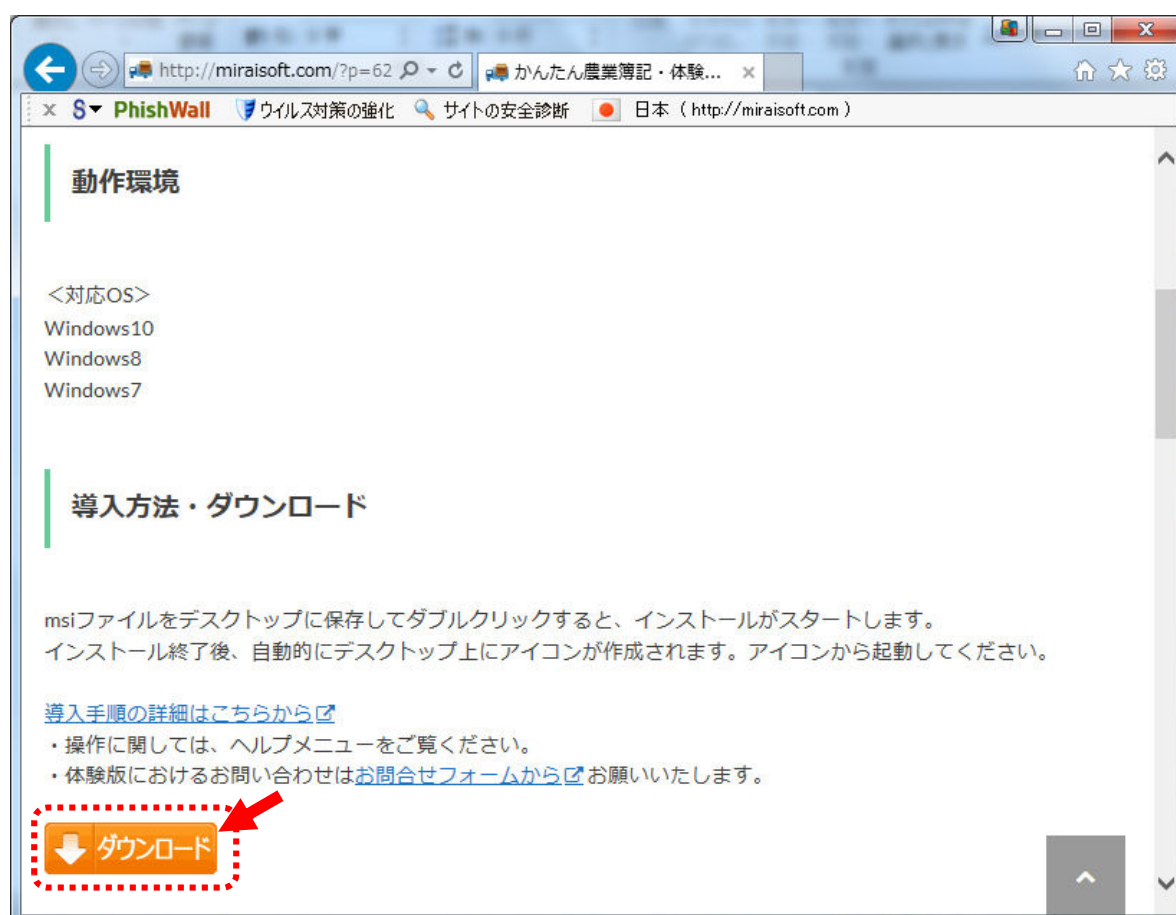 http://miraisoft.com/?p=62
かんたん農業簿記・体験...
PhishWall ウイルス対策の強化 サイトの安全診断 日本 ( http://miraisoft.com )
動作環境
＜対応OS＞
Windows10
Windows8
Windows7
導入方法・ダウンロード
msiファイルをデスクトップに保存してダブルクリックすると、インストールがスタートします。
インストール終了後、自動的にデスクトップ上にアイコンが作成されます。アイコンから起動してください。
導入手順の詳細はこちらから
・操作に関しては、ヘルプメニューをご覧ください。
・体験版におけるお問い合わせはお問合せフォームからお願いいたします。
ダウンロード